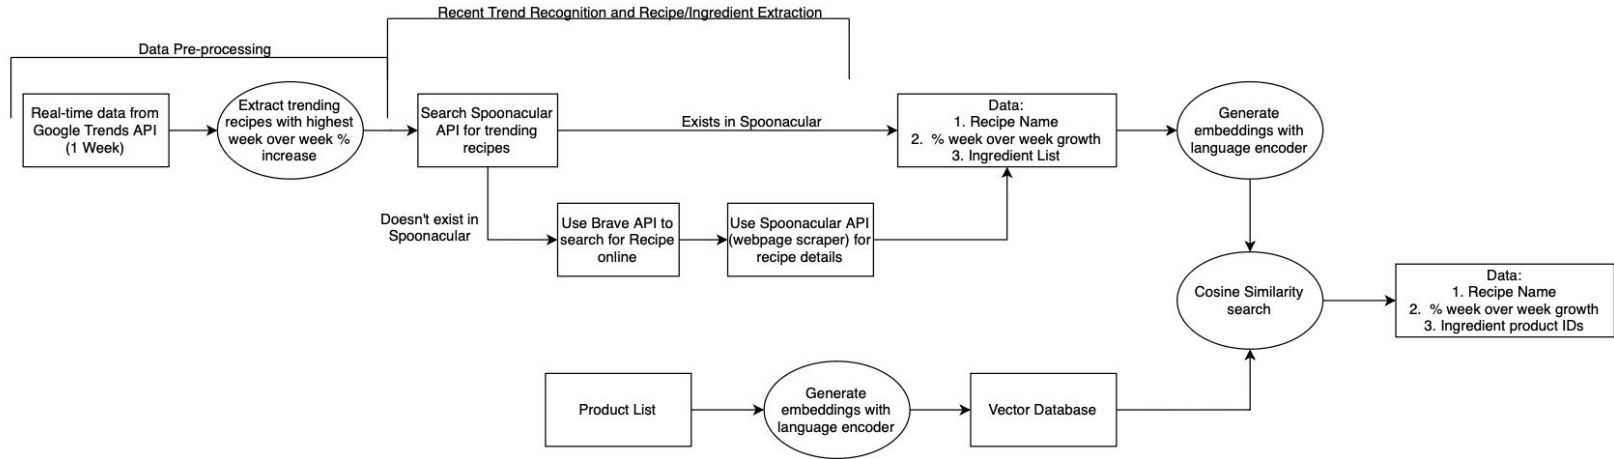 Recent Trend Recognition and Recipe/Ingredient Extraction
Data Pre-processing
Real-time data from
Google Trends API
(1 Week)
Extract trending
recipes with highest
week over week %
increase
Search Spoonacular
API for trending
recipes
Exists in Spoonacular
Data:
1. Recipe Name
2. % week over week growth
3. Ingredient List
Generate
embeddings with
language encoder
Doesn't exist in
Spoonacular
Use Brave API to
search for Recipe
online
Use Spoonacular API
(webpage scraper) for
recipe details
Cosine Similarity
search
Data:
1. Recipe Name
2. % week over week growth
3. Ingredient product IDs
Product List
Generate
embeddings with
language encoder
Vector Database